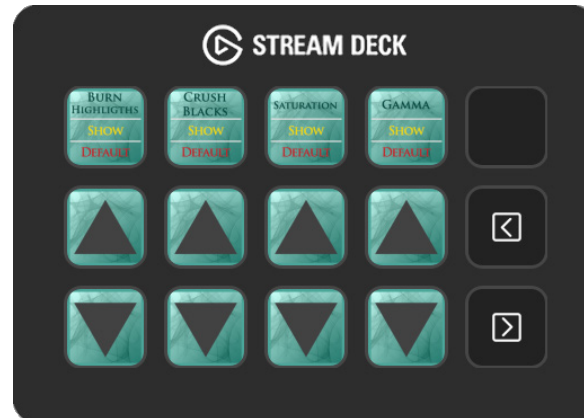 STREAM DECK
BURN
HIGHLIGTHS
SHOW
DEFAULT
CRUSH
BLACKS
SHOW
DEFAULT
SATURATION
SHOW
DEFAULT
GAMMA
SHOW
DEFAULT